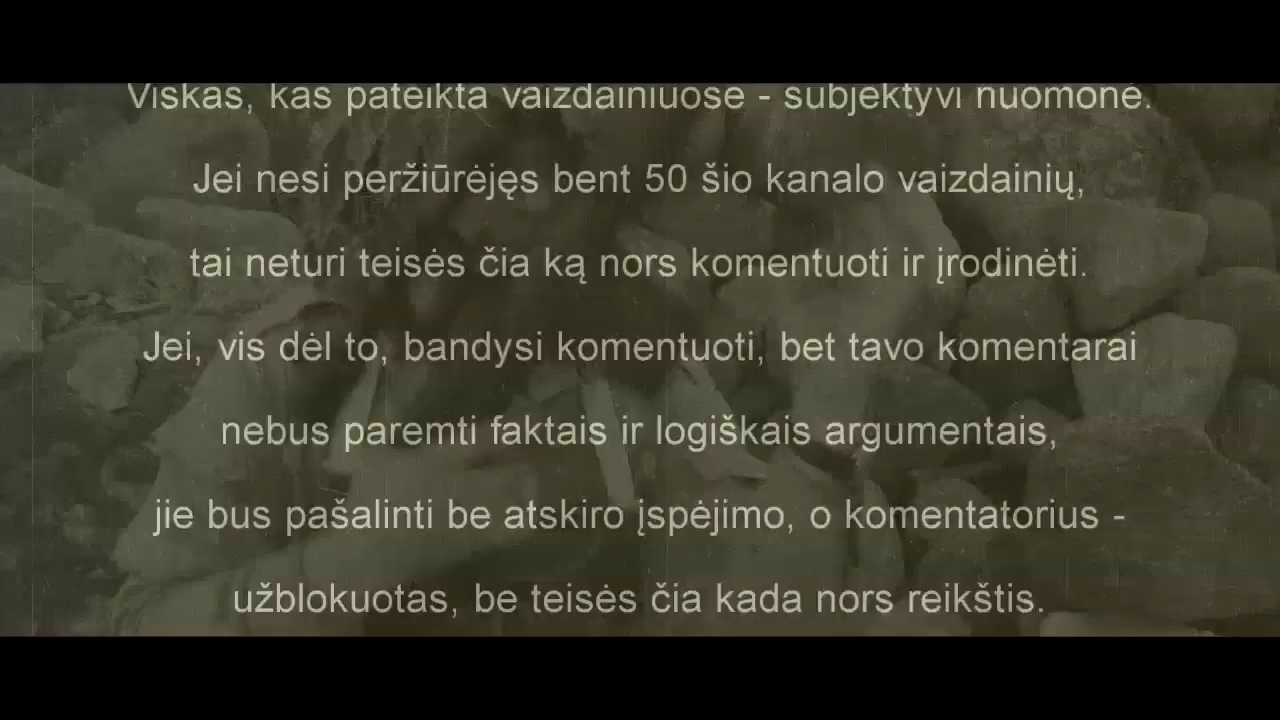 Viskas, kas pateikta vaizdainiuose - subjektyvi nuomonė.
Jei nesi peržiūrėjęs bent 50 šio kanalo vaizdainių,
tai neturi teisės čia ką nors komentuoti ir įrodinėti.
Jei, vis dėl to, bandysi komentuoti, bet tavo komentarai
nebus paremti faktais ir logiškais argumentais,
jie bus pašalinti be atskiro įspėjimo, o komentatorius -
užblokuotas, be teisės čia kada nors reikštis.